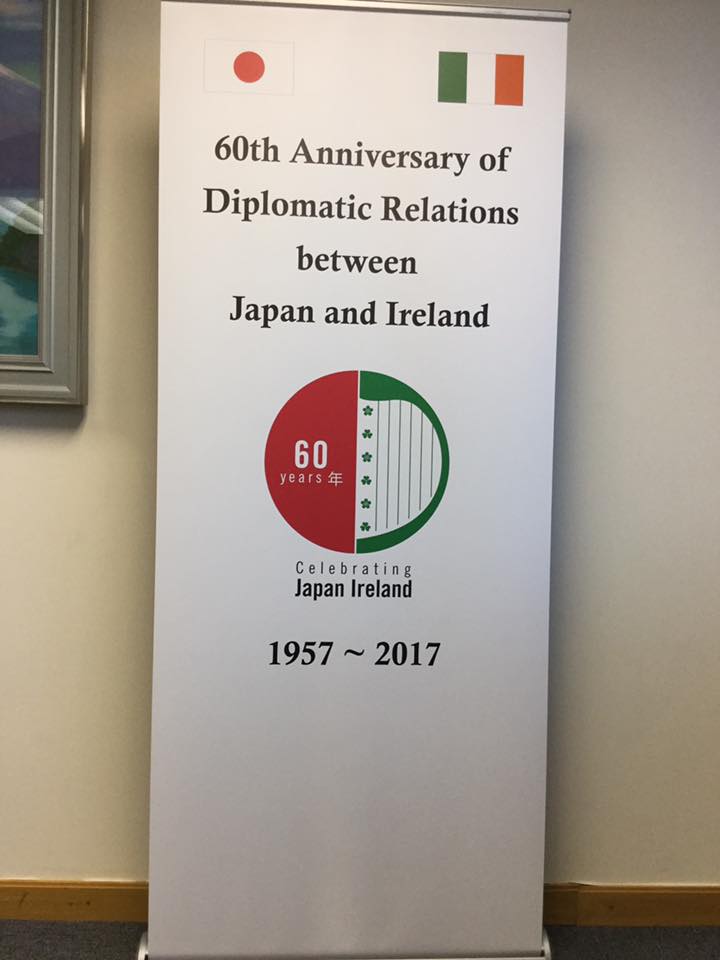 60th Anniversary of
Diplomatic Relations
between
Japan and Ireland
60
years 年
Celebrating
Japan Ireland
1957 ~ 2017